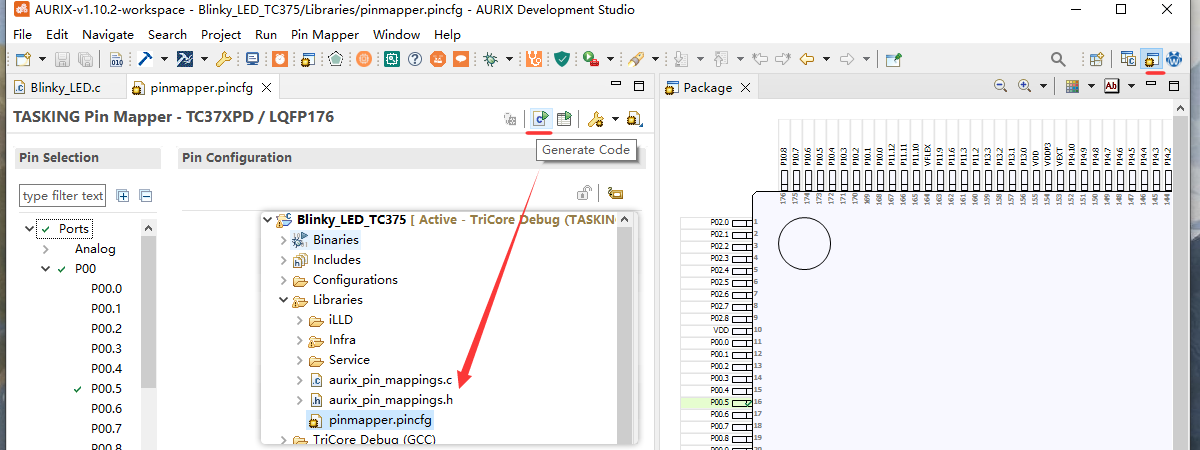 AURIX-v1.10.2-workspace - Blinky_LED_TC375/Libraries/pinmapper.pincfg - AURIX Development Studio
File Edit Navigate Search Project Run Pin Mapper Window Help
Blinky_LED.c pinmapper.pincfg
Package
TASKING Pin Mapper - TC37XPD / LQFP176
Generate Code
Pin Selection
Pin Configuration
type filter text
Ports
Analog
P00
P00.0
P00.1
P00.2
P00.3
P00.4
P00.5
P00.6
P00.7
P00.8
Blinky_LED_TC375 [ Active - TriCore Debug (TASKING
Binaries
Includes
Configurations
Libraries
iLLD
Infra
Service
aurix_pin_mappings.c
aurix_pin_mappings.h
pinmapper.pincfg
TriCore Debug (GCC)
P10.8 P10.7 P10.6 P10.5 P10.4 P10.3 P10.2 P10.1 P10.0 P11.12 P11.11 P11.10 VFLEX P11.9 P11.6 P11.3 P11.2 P13.3 P13.2 P13.1 P13.0 VDD VDDP3 VEXT P14.10 P14.9 P14.8 P14.7 P14.6 P14.5 P14.4 P14.3 P14.2
176 175 174 173 172 171 170 169 168 167 166 165 164 163 162 161 160 159 158 157 156 155 154 153 152 151 150 149 148 147 146 145 144
P02.0 1
P02.1 2
P02.2 3
P02.3 4
P02.4 5
P02.5 6
P02.6 7
P02.7 8
P02.8 9
VDD 10
P00.0 11
P00.1 12
P00.2 13
P00.3 14
P00.4 15
P00.5 16
P00.6 17
P00.7 18
P00.8 19